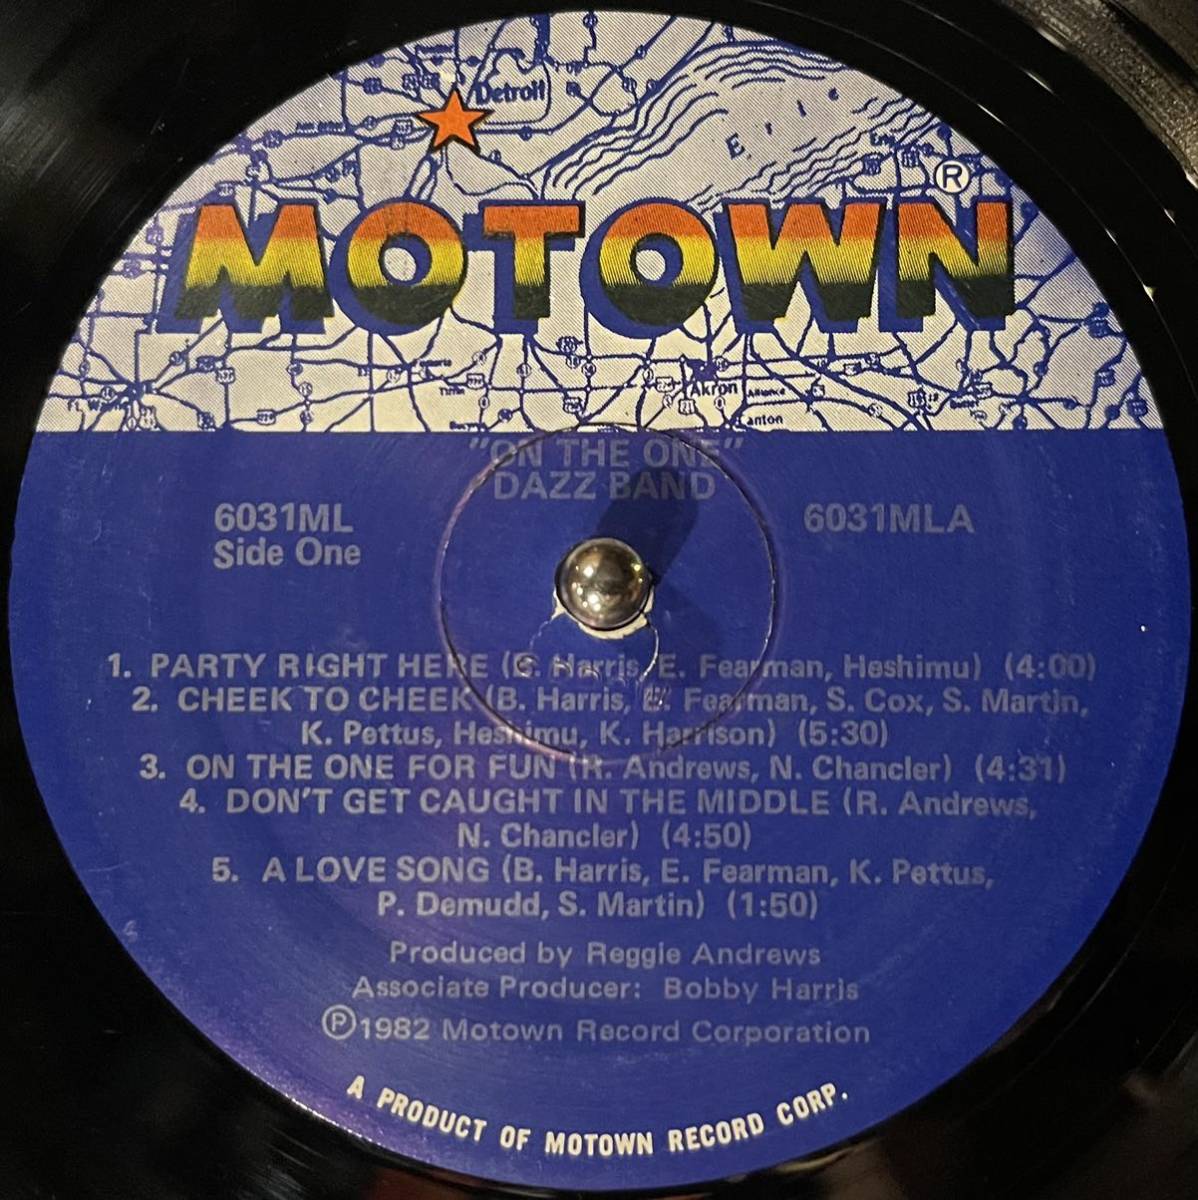 Detroit
Erie
Erie
®
MOTOWN
Akron
Alliance
Canton
"ON THE ONE"
DAZZ BAND
6031ML
6031MLA
Side One
1. PARTY RIGHT HERE (B. Harris, E. Fearman, Heshimu) (4:00)
2. CHEEK TO CHEEK (B. Harris, E. Fearman, S. Cox, S. Martin,
K. Pettus, Heshimu, K. Harrison) (5:30)
3. ON THE ONE FOR FUN (R. Andrews, N. Chancler) (4:31)
4. DON'T GET CAUGHT IN THE MIDDLE (R. Andrews,
N. Chancler) (4:50)
5. A LOVE SONG (B. Harris, E. Fearman, K. Pettus,
P. Demudd, S. Martin) (1:50)
Produced by Reggie Andrews
Associate Producer: Bobby Harris
℗1982 Motown Record Corporation
A PRODUCT OF MOTOWN RECORD CORP.